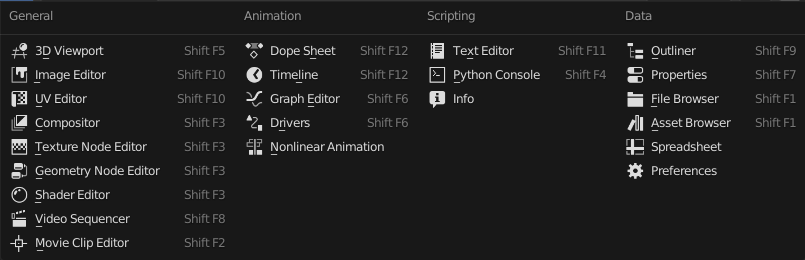 General
3D Viewport Shift F5
Image Editor Shift F10
UV Editor Shift F10
Compositor Shift F3
Texture Node Editor Shift F3
Geometry Node Editor Shift F3
Shader Editor Shift F3
Video Sequencer Shift F8
Movie Clip Editor Shift F2
Animation
Dope Sheet Shift F12
Timeline Shift F12
Graph Editor Shift F6
Drivers Shift F6
Nonlinear Animation
Scripting
Text Editor Shift F11
Python Console Shift F4
Info
Data
Outliner Shift F9
Properties Shift F7
File Browser Shift F1
Asset Browser Shift F1
Spreadsheet
Preferences